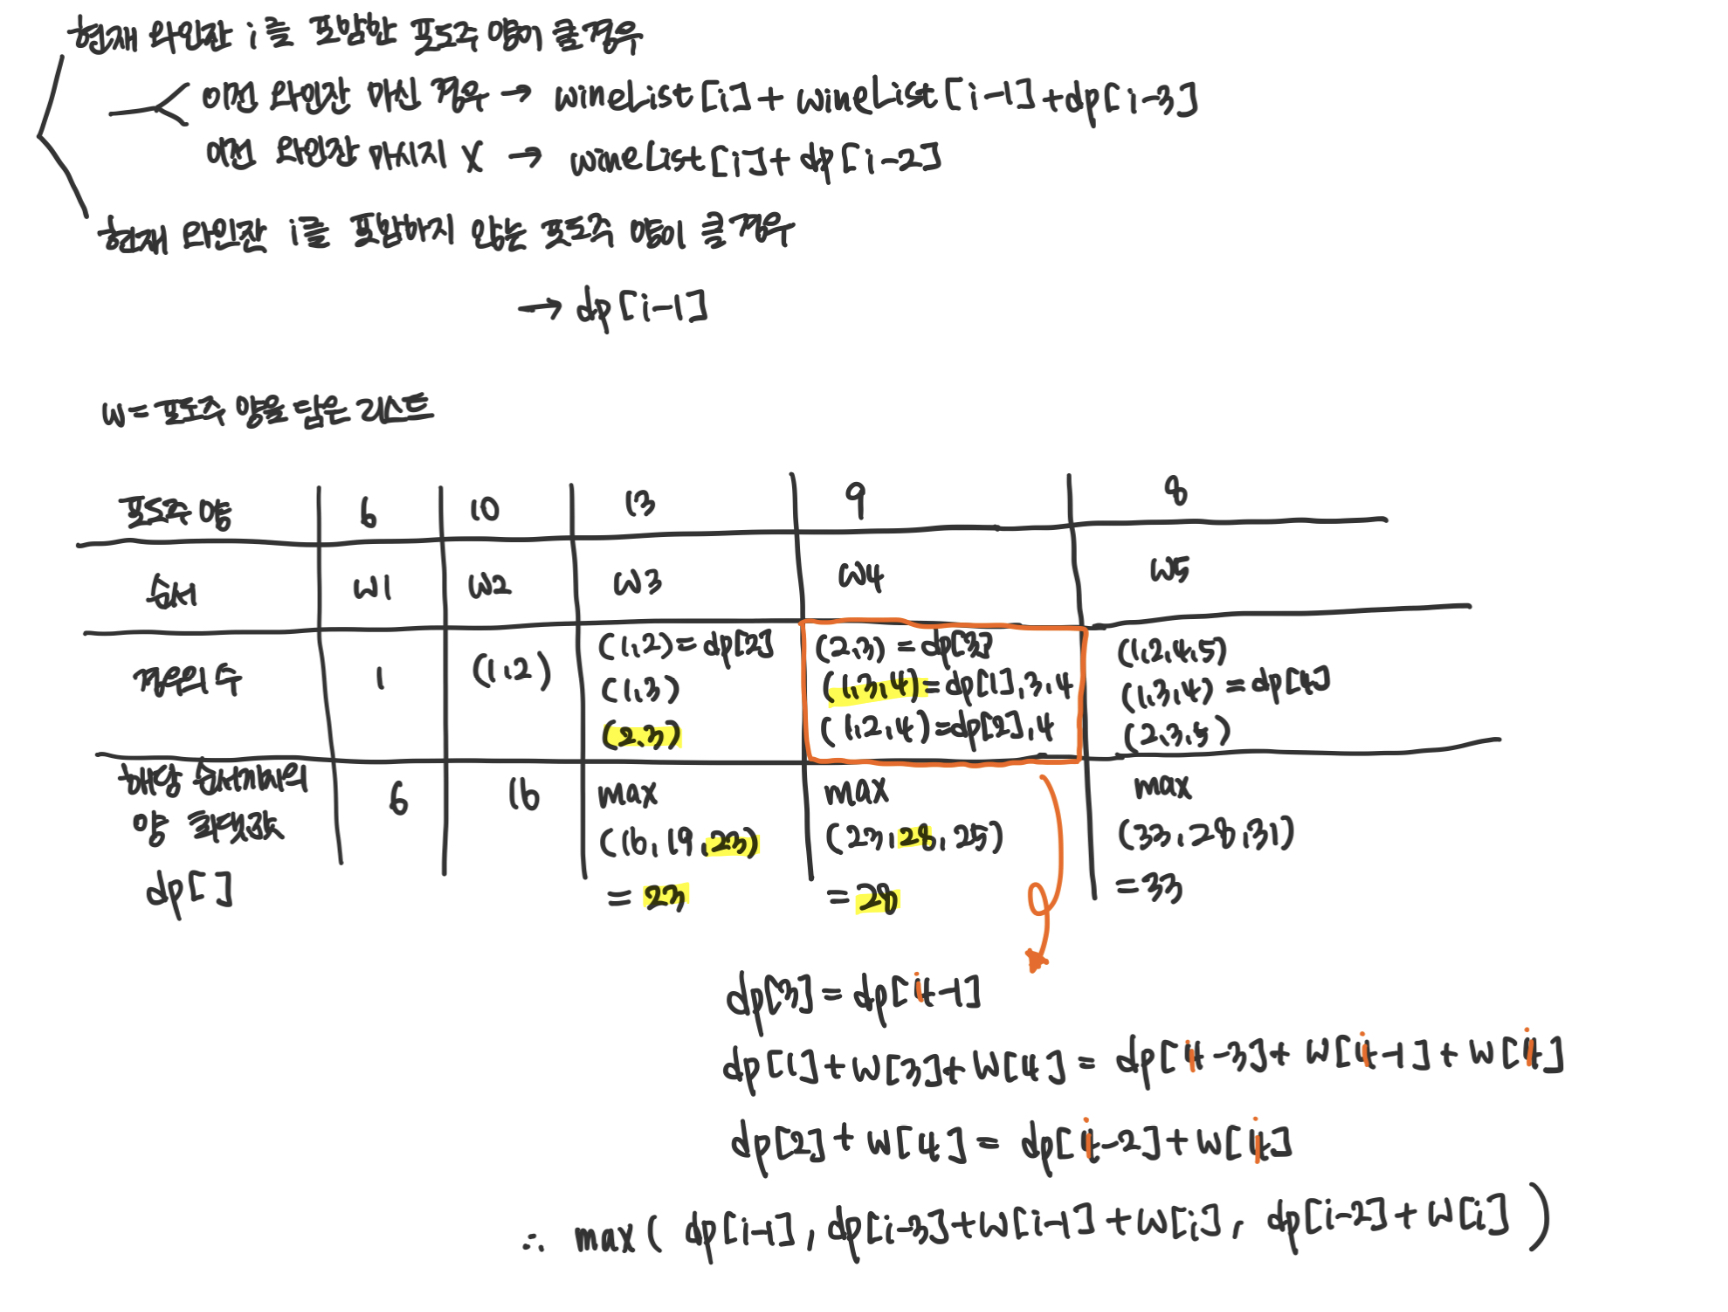 현재 와인잔 i를 포함한 포도주 양이 클경우
이전 와인잔 마신 경우 → wineList[i] + wineList[i-1] + dp[i-3]
이전 와인잔 마시지 X → wineList[i] + dp[i-2]
현재 와인잔 i를 포함하지 않는 포도주 양이 클경우
→ dp[i-1]
w = 포도주 양을 담은 리스트
포도주 양 6 10 13 9 8
순서 w1 w2 w3 w4 w5
경우의 수 1 (1,2) (1,2) = dp[2] (2,3) = dp[3] (1,2,4,5)
(1,3) (1,3,4) = dp[1],3,4 (1,3,4) = dp[4]
(2,3) (1,2,4) = dp[2],4 (2,3,5)
해당 순서까지의 6 16 max max max
양 최댓값 (16,19,23) (23,28,25) (33,28,31)
dp[] = 23 = 28 = 33
dp[3] = dp[4-1]
dp[1] + w[3] + w[4] = dp[4-3] + w[4-1] + w[4]
dp[2] + w[4] = dp[4-2] + w[4]
∴ max( dp[i-1], dp[i-3]+w[i-1]+w[i], dp[i-2]+w[i] )